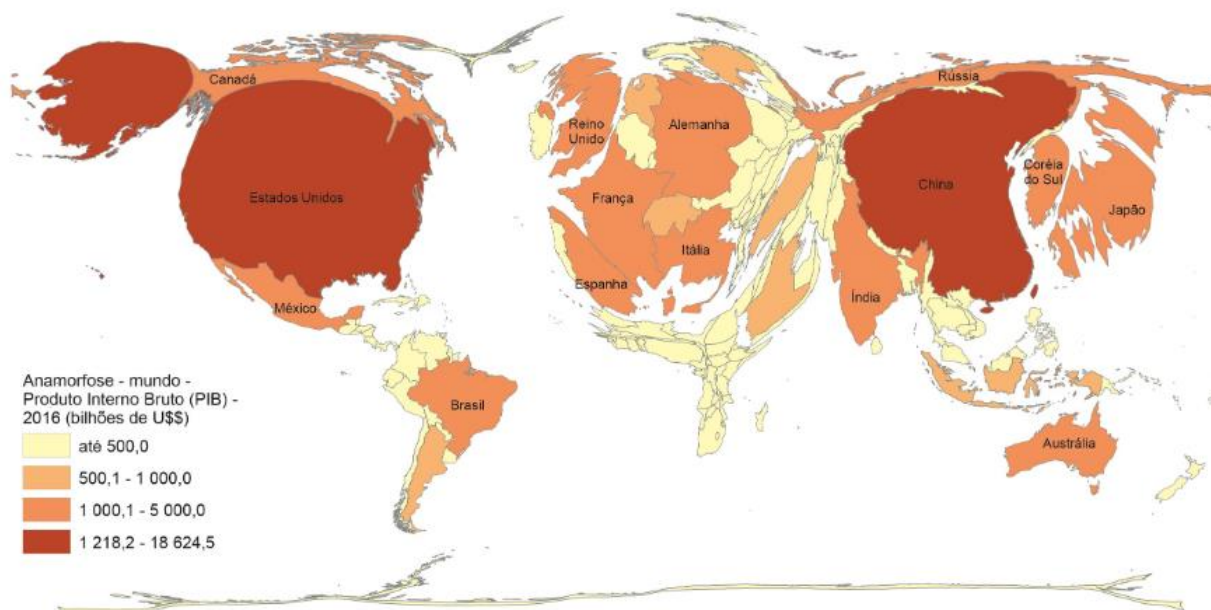 Canadá
Rússia
Reino
Unido
Alemanha
Estados Unidos
França
China
Coréia
do Sul
Japão
Itália
Espanha
México
Índia
Brasil
Austrália
Anamorfose - mundo -
Produto Interno Bruto (PIB) -
2016 (bilhões de U$$)
até 500,0
500,1 - 1 000,0
1 000,1 - 5 000,0
1 218,2 - 18 624,5